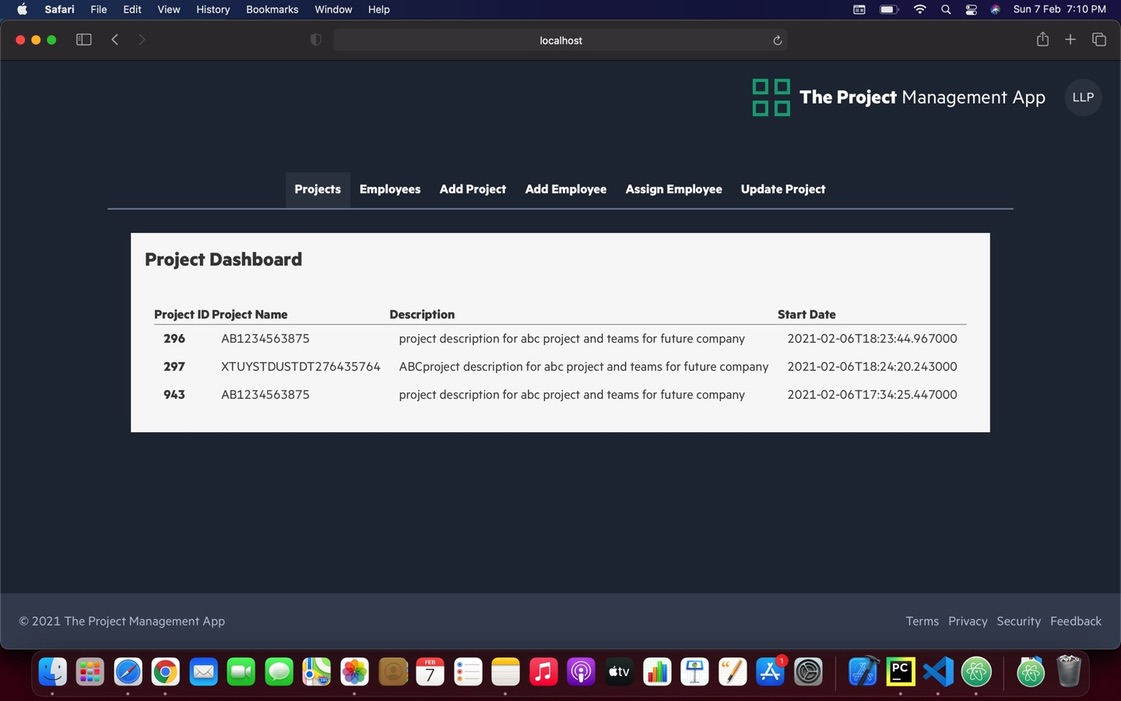 Safari File Edit View History Bookmarks Window Help Sun 7 Feb 7:10 PM
localhost
The Project Management App LLP
Projects Employees Add Project Add Employee Assign Employee Update Project
Project Dashboard
Project ID Project Name Description Start Date
296 AB1234563875 project description for abc project and teams for future company 2021-02-06T18:23:44.967000
297 XTUYSTDUSTDT276435764 ABCproject description for abc project and teams for future company 2021-02-06T18:24:20.243000
943 AB1234563875 project description for abc project and teams for future company 2021-02-06T17:34:25.447000
© 2021 The Project Management App Terms Privacy Security Feedback
FEB 7 tv 1 PC